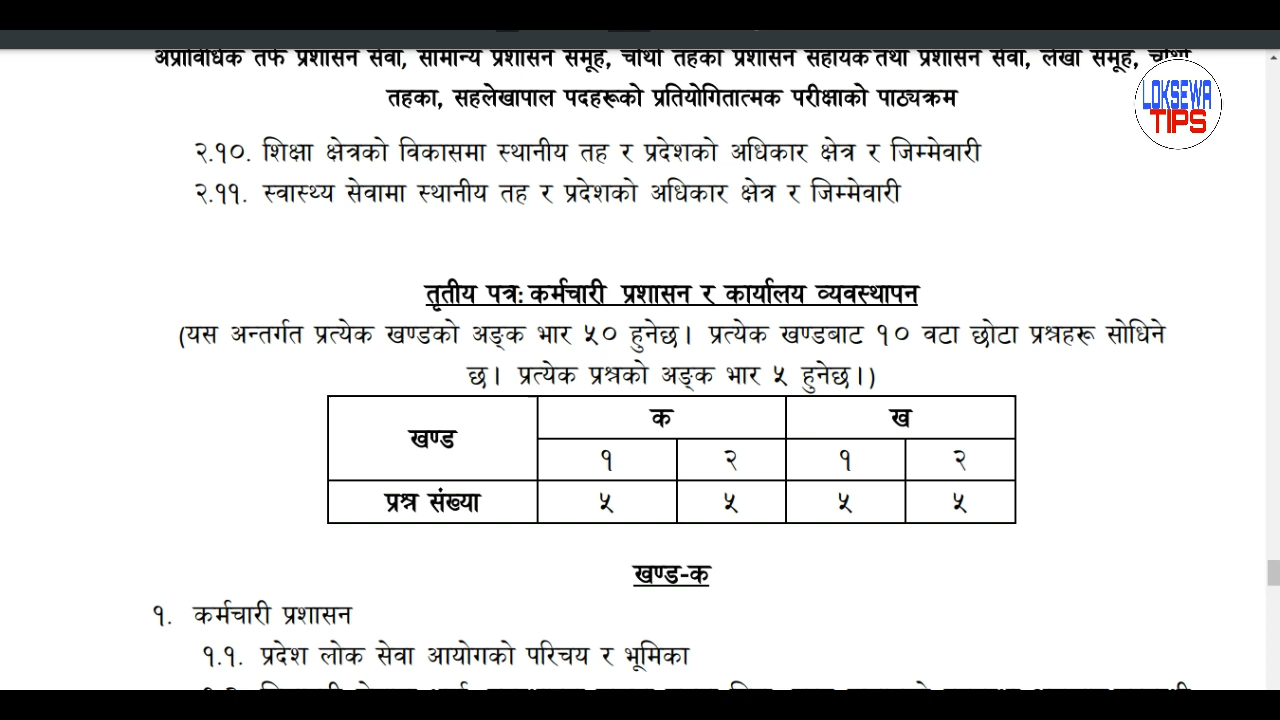 अप्राविधिक तर्फ प्रशासन सेवा, सामान्य प्रशासन समूह, चौथो तहका प्रशासन सहायक तथा प्रशासन सेवा, लेखा समूह, चौथो
तहका, सहलेखापाल पदहरूको प्रतियोगितात्मक परीक्षाको पाठ्यक्रम
LOKSEWA
TIPS
२.१०. शिक्षा क्षेत्रको विकासमा स्थानीय तह र प्रदेशको अधिकार क्षेत्र र जिम्मेवारी
२.११. स्वास्थ्य सेवामा स्थानीय तह र प्रदेशको अधिकार क्षेत्र र जिम्मेवारी
तृतीय पत्र: कर्मचारी प्रशासन र कार्यालय व्यवस्थापन
(यस अन्तर्गत प्रत्येक खण्डको अङ्क भार ५० हुनेछ। प्रत्येक खण्डबाट १० वटा छोटा प्रश्नहरू सोधिने
छ। प्रत्येक प्रश्नको अङ्क भार ५ हुनेछ।)
खण्ड क ख
१ २ १ २
प्रश्न संख्या ५ ५ ५ ५
खण्ड-क
१. कर्मचारी प्रशासन
१.१. प्रदेश लोक सेवा आयोगको परिचय र भूमिका